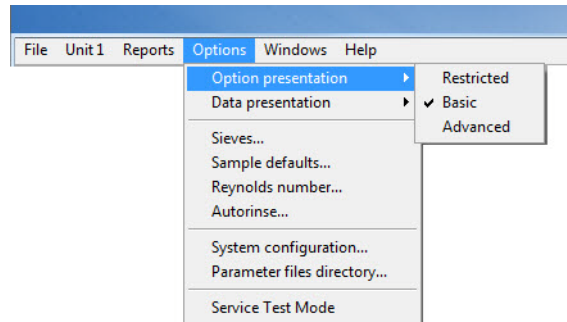 File Unit 1 Reports Options Windows Help
Option presentation
Restricted
Data presentation
Basic
Advanced
Sieves...
Sample defaults...
Reynolds number...
Autorinse...
System configuration...
Parameter files directory...
Service Test Mode